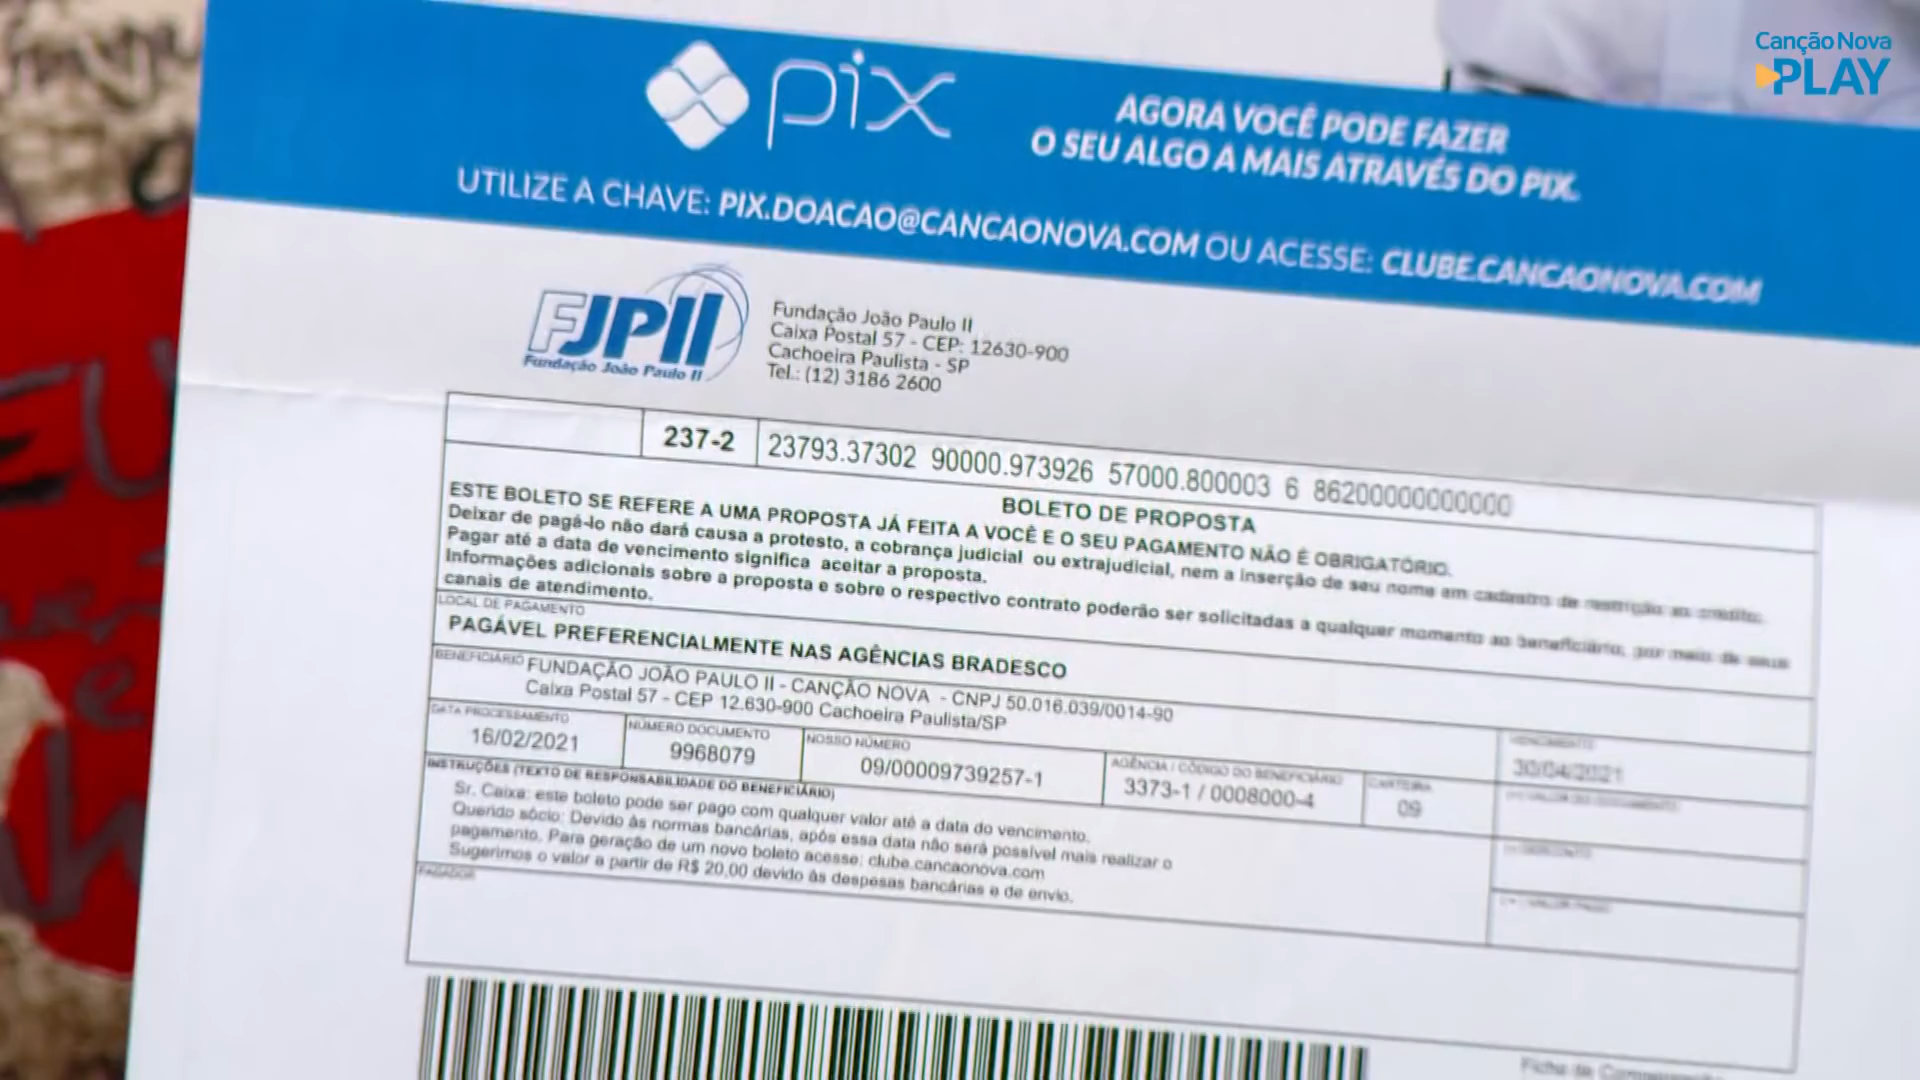 Canção Nova
PLAY
pix
AGORA VOCÊ PODE FAZER
O SEU ALGO A MAIS ATRAVÉS DO PIX.
UTILIZE A CHAVE: PIX.DOACAO@CANCAONOVA.COM OU ACESSE: CLUBE.CANCAONOVA.COM
FJPII
Fundação João Paulo II
Fundação João Paulo II
Caixa Postal 57 - CEP: 12630-900
Cachoeira Paulista - SP
Tel.: (12) 3186 2600
237-2 23793.37302 90000.973926 57000.800003 6 86200000000000
BOLETO DE PROPOSTA
ESTE BOLETO SE REFERE A UMA PROPOSTA JÁ FEITA A VOCÊ E O SEU PAGAMENTO NÃO É OBRIGATÓRIO.
Deixar de pagá-lo não dará causa a protesto, a cobrança judicial ou extrajudicial, nem a inserção de seu nome em cadastro de restrição ao crédito.
Pagar até a data de vencimento significa aceitar a proposta.
Informações adicionais sobre a proposta e sobre o respectivo contrato poderão ser solicitadas a qualquer momento ao beneficiário, por meio de seus
canais de atendimento.
LOCAL DE PAGAMENTO
PAGÁVEL PREFERENCIALMENTE NAS AGÊNCIAS BRADESCO
BENEFICIÁRIO FUNDAÇÃO JOÃO PAULO II - CANÇÃO NOVA - CNPJ 50.016.039/0014-90
Caixa Postal 57 - CEP 12.630-900 Cachoeira Paulista/SP
DATA PROCESSAMENTO NÚMERO DOCUMENTO NOSSO NÚMERO AGÊNCIA / CÓDIGO DO BENEFICIÁRIO CARTEIRA VENCIMENTO
16/02/2021 9968079 09/00009739257-1 3373-1 / 0008000-4 09 30/04/2021
INSTRUÇÕES (TEXTO DE RESPONSABILIDADE DO BENEFICIÁRIO)
Sr. Caixa: este boleto pode ser pago com qualquer valor até a data do vencimento.
Querido sócio: Devido às normas bancárias, após essa data não será possível mais realizar o
pagamento. Para geração de um novo boleto acesse: clube.cancaonova.com
Sugerimos o valor a partir de R$ 20,00 devido às despesas bancárias e de envio.
PAGADOR